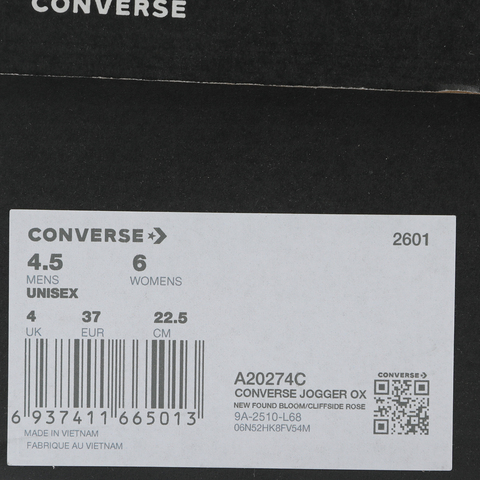 CONVERSE
CONVERSE
2601
4.5 6
MENS WOMENS
UNISEX
4 37 22.5
UK EUR CM
6 937411 665013
MADE IN VIETNAM
FABRIQUE AU VIETNAM
A20274C
CONVERSE JOGGER OX
NEW FOUND BLOOM/CLIFFSIDE ROSE
9A-2510-L68
06N52HK8FV54M
CONVERSE